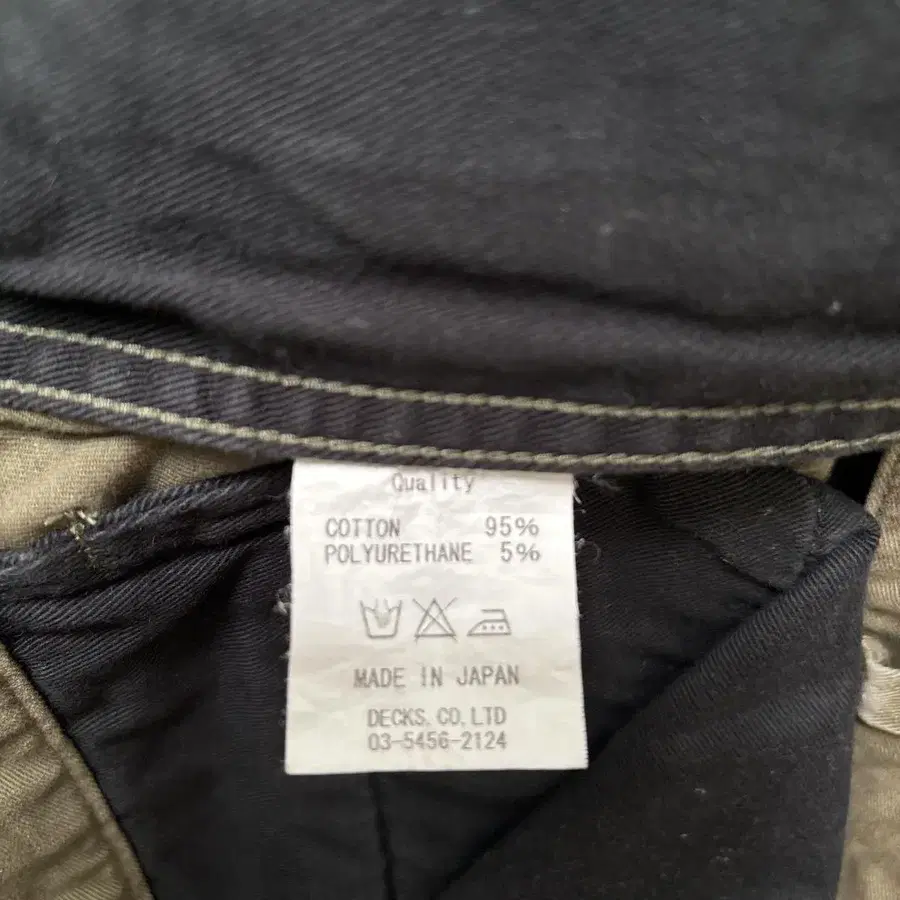 Quality
COTTON 95%
POLYURETHANE 5%
MADE IN JAPAN
DECKS.CO.LTD
03-5456-2124